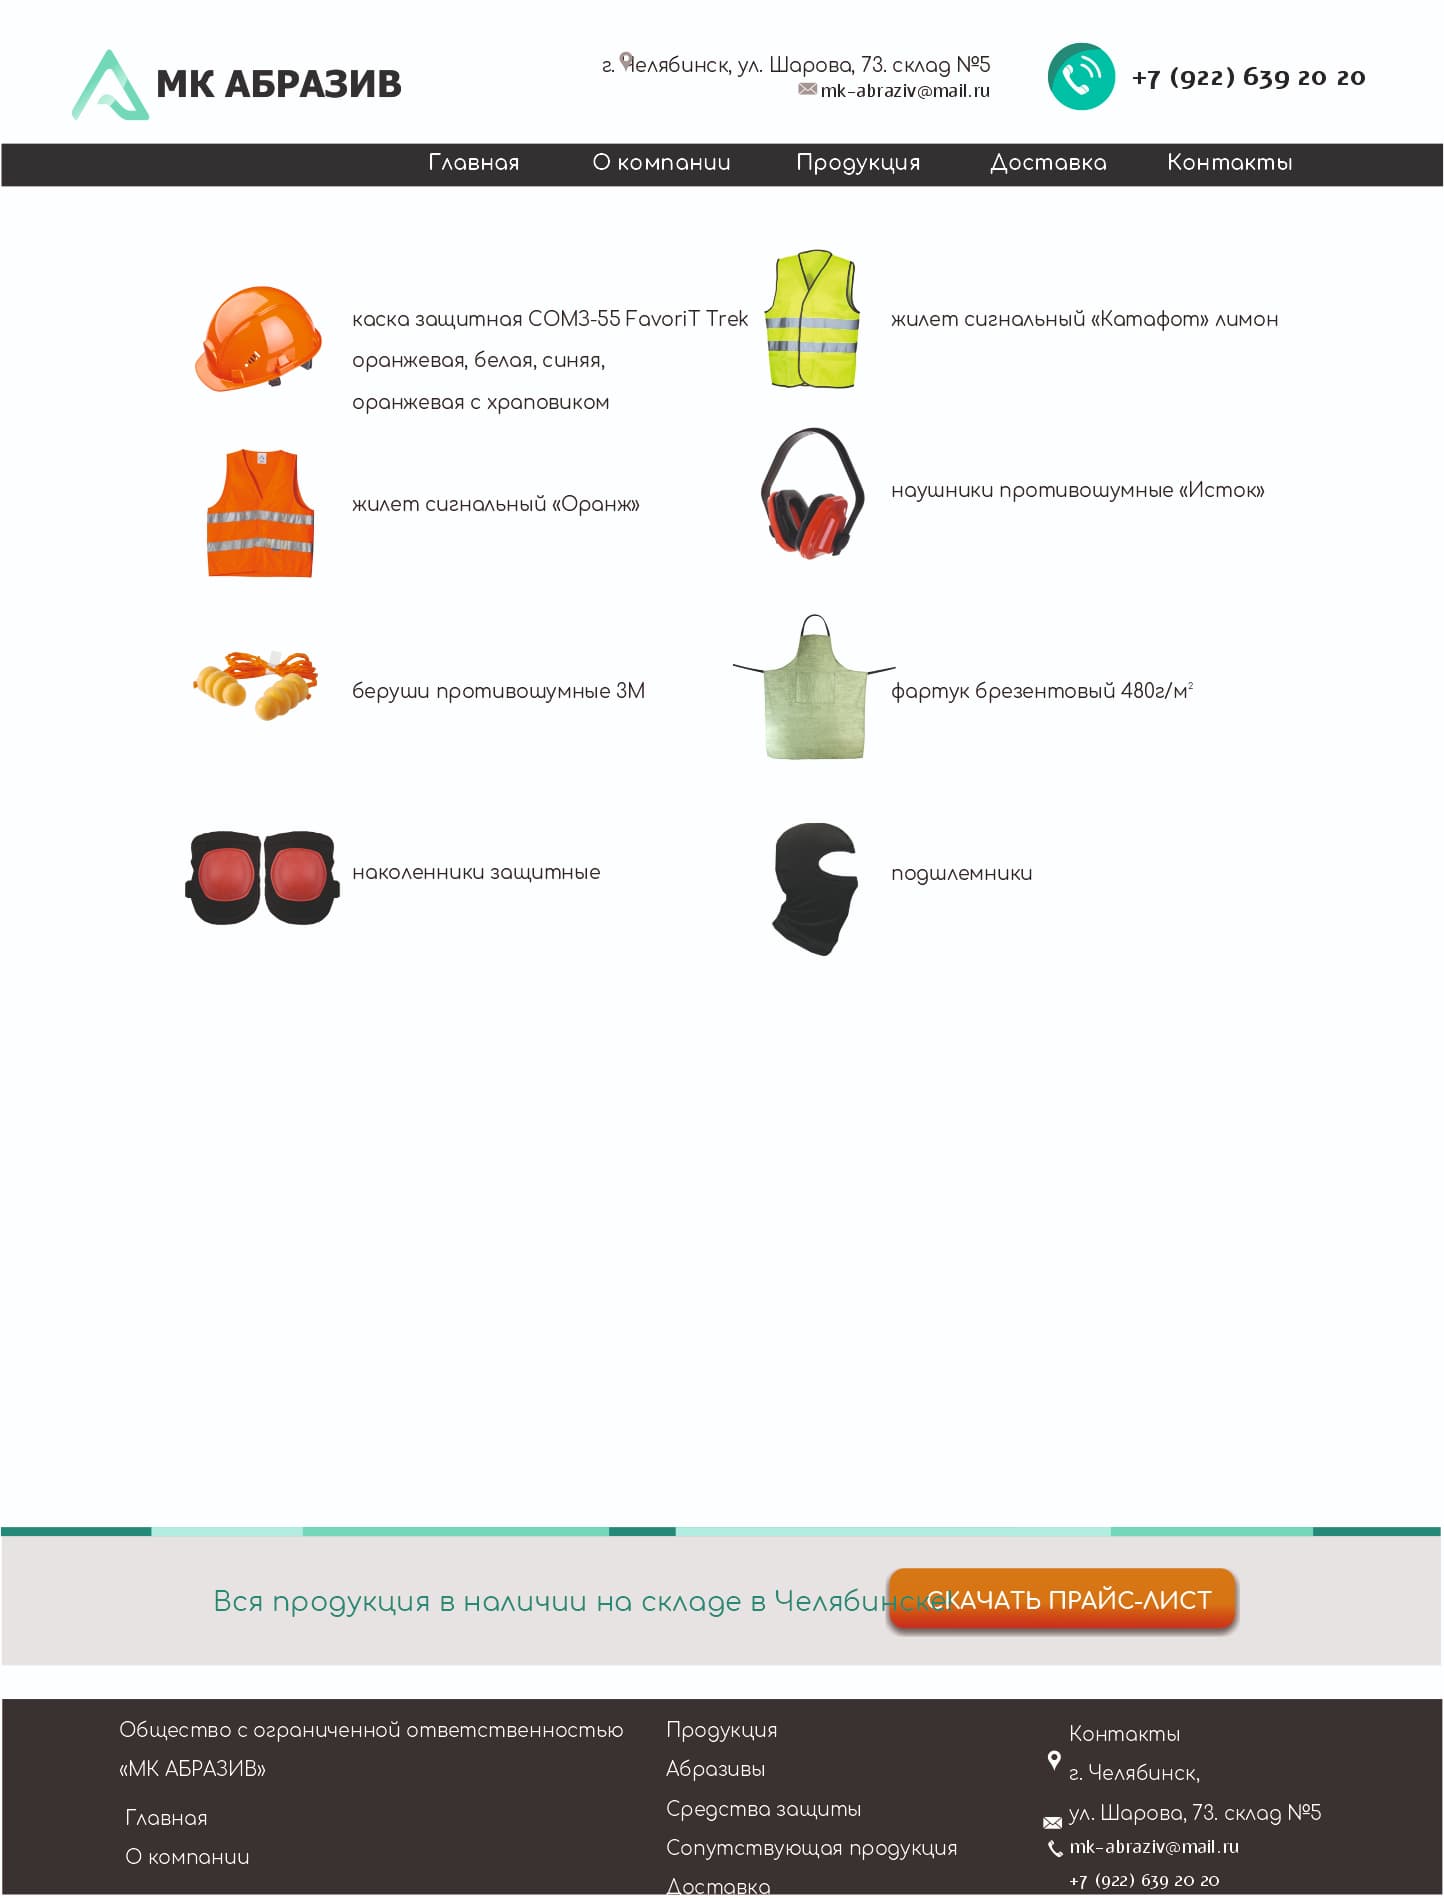 МК АБРАЗИВ
г. Челябинск, ул. Шарова, 73. склад №5
mk-abraziv@mail.ru
+7 (922) 639 20 20
Главная О компании Продукция Доставка Контакты
каска защитная СОМЗ-55 FavoriT Trek
оранжевая, белая, синяя,
оранжевая с храповиком
жилет сигнальный «Катафот» лимон
жилет сигнальный «Оранж»
наушники противошумные «Исток»
беруши противошумные 3М
фартук брезентовый 480г/м²
наколенники защитные
подшлемники
Вся продукция в наличии на складе в Челябинске!
СКАЧАТЬ ПРАЙС-ЛИСТ
Общество с ограниченной ответственностью
«МК АБРАЗИВ»
Главная
О компании
Продукция
Абразивы
Средства защиты
Сопутствующая продукция
Доставка
Контакты
г. Челябинск,
ул. Шарова, 73. склад №5
mk-abraziv@mail.ru
+7 (922) 639 20 20